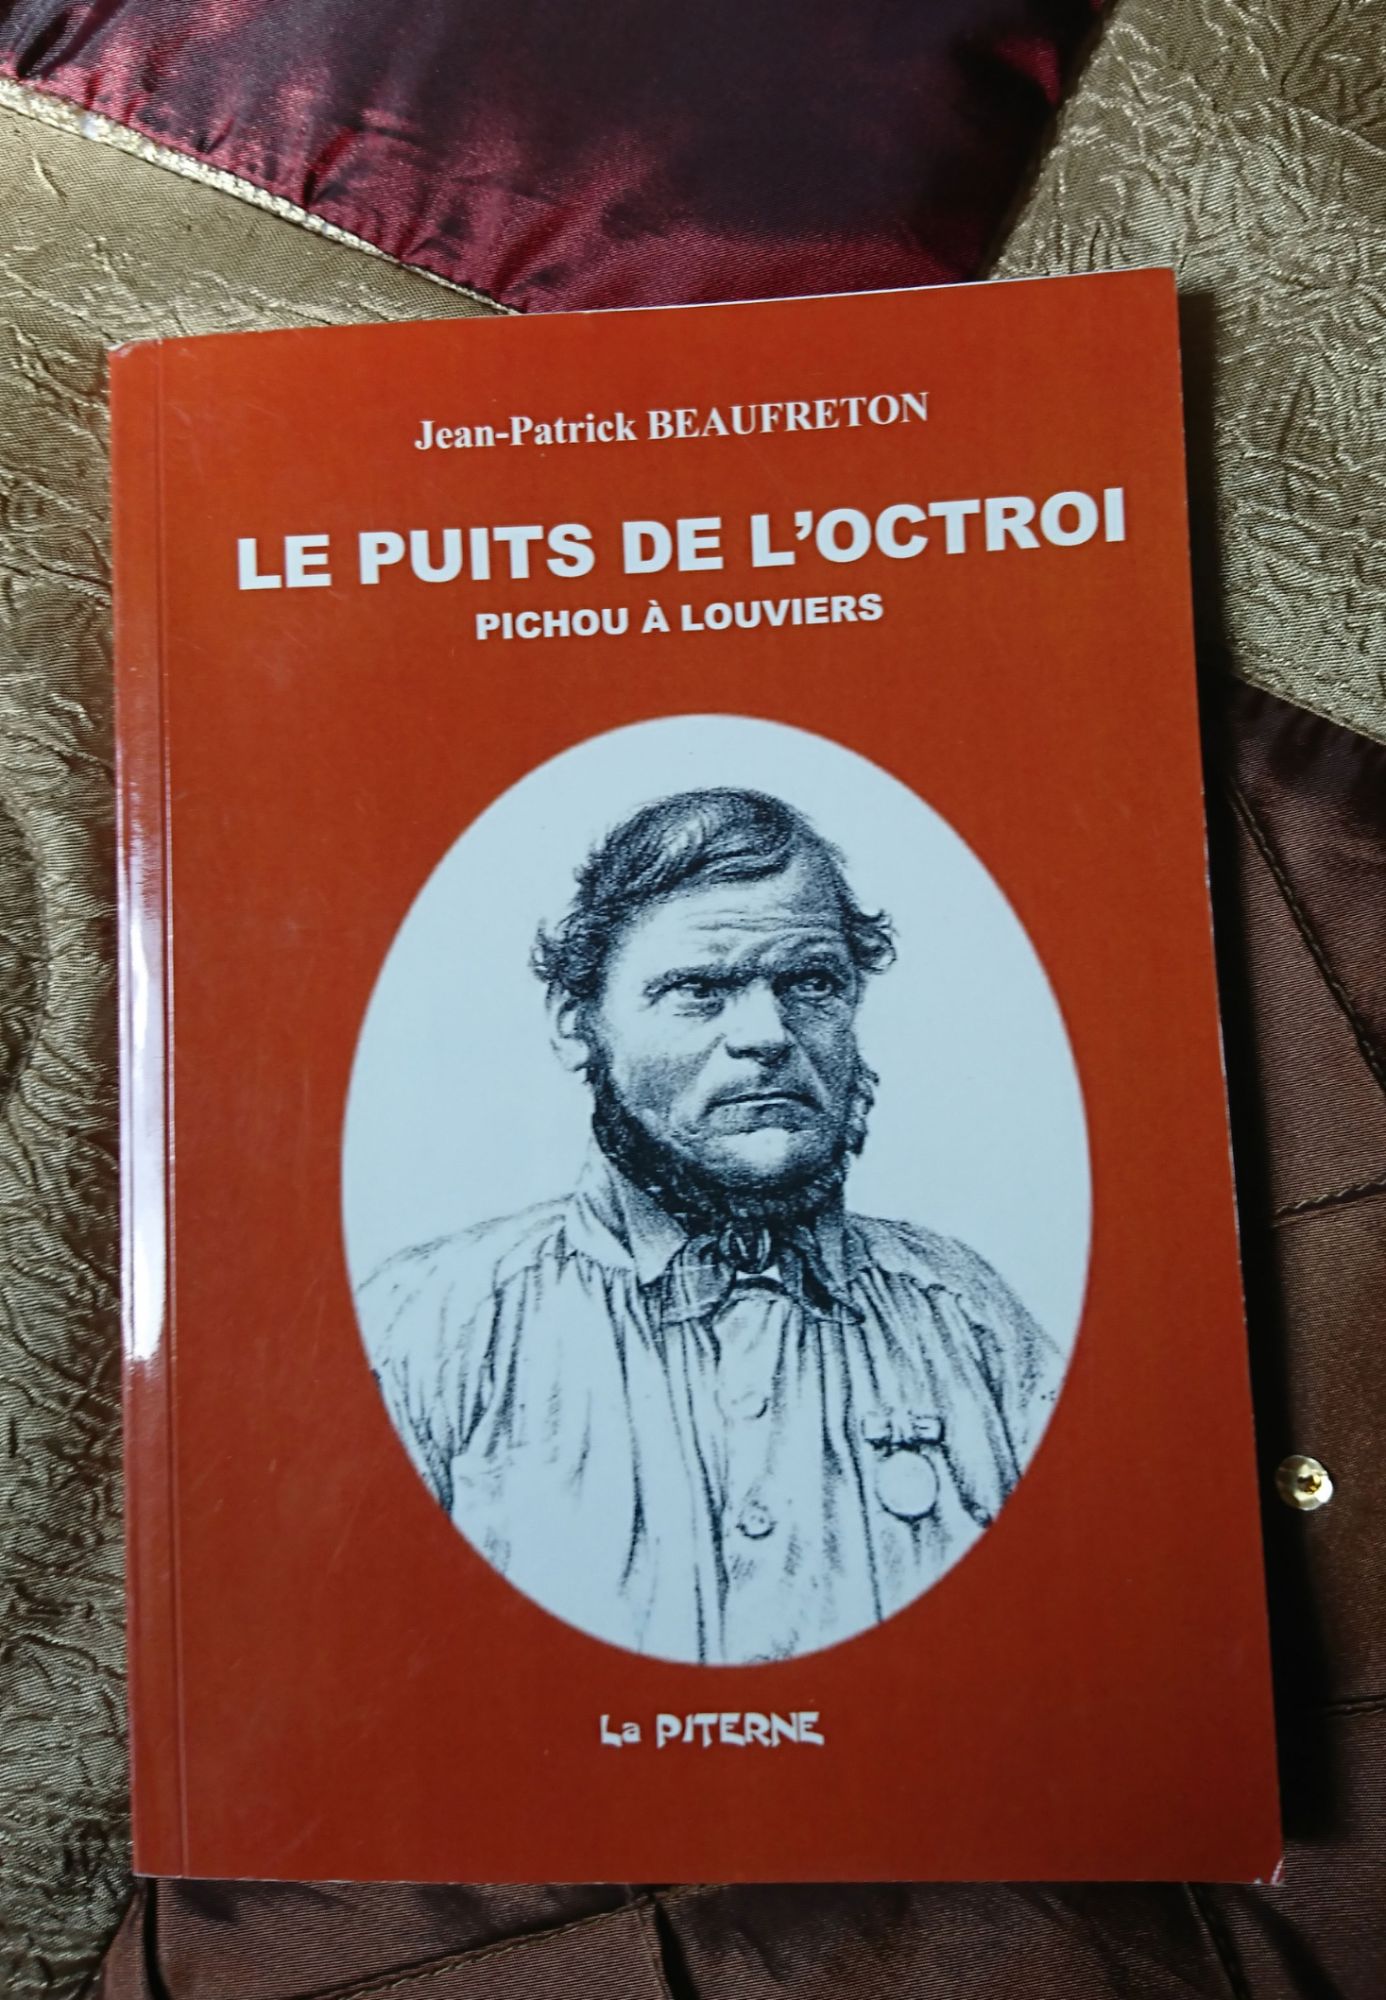 Jean-Patrick BEAUFRETON
LE PUITS DE L'OCTROI
PICHOU À LOUVIERS
La PITERNE